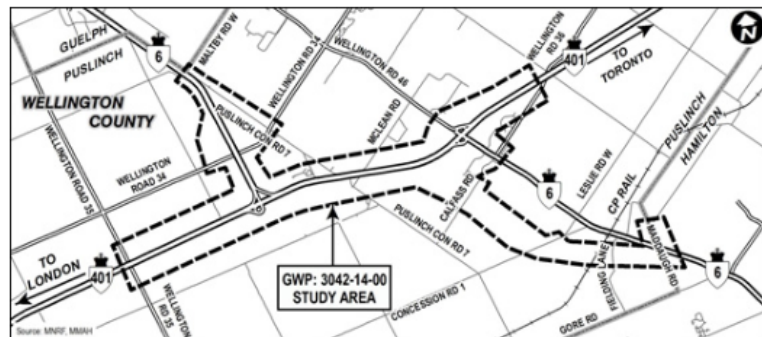 GUELPH
PUSLINCH
6
MALTBY RD W
WELLINGTON RD 34
WELLINGTON RD 46
WELLINGTON
RD 36
401
TO
TORONTO
N
WELLINGTON
COUNTY
PUSLINCH CON RD 7
MCLEAN RD
PUSLINCH
HAMILTON
WELLINGTON ROAD 35
WELLINGTON
ROAD 34
CALFASS RD
LESLIE RD W
CP RAIL
6
PUSLINCH CON RD 7
MADDAUGH RD
FIELDING LANE
TO
LONDON
401
GWP: 3042-14-00
STUDY AREA
WELLINGTON
RD 35
CONCESSION RD 1
GORE RD
6
Source: MNRF, MMAH